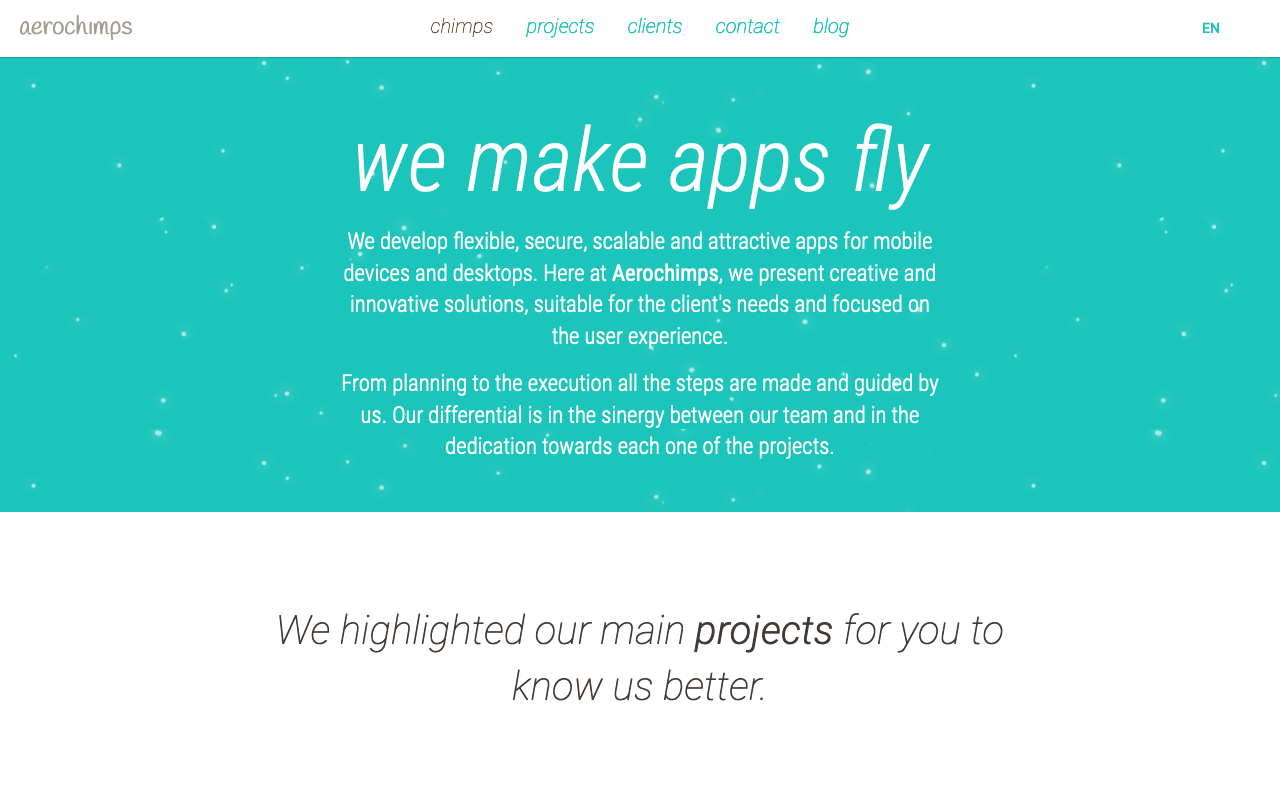 aerochimps
chimps projects clients contact blog
EN
we make apps fly
We develop flexible, secure, scalable and attractive apps for mobile
devices and desktops. Here at Aerochimps, we present creative and
innovative solutions, suitable for the client's needs and focused on
the user experience.
From planning to the execution all the steps are made and guided by
us. Our differential is in the sinergy between our team and in the
dedication towards each one of the projects.
We highlighted our main projects for you to
know us better.